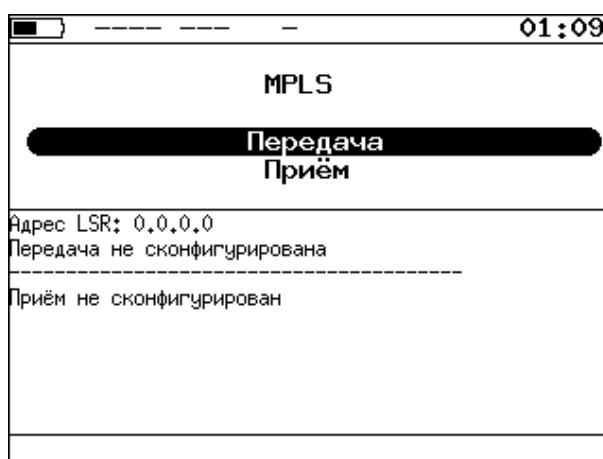 ---- --- - 01:09
MPLS
Передача
Приём
Адрес LSR: 0.0.0.0
Передача не сконфигурирована
----------------------------------------
Приём не сконфигурирован